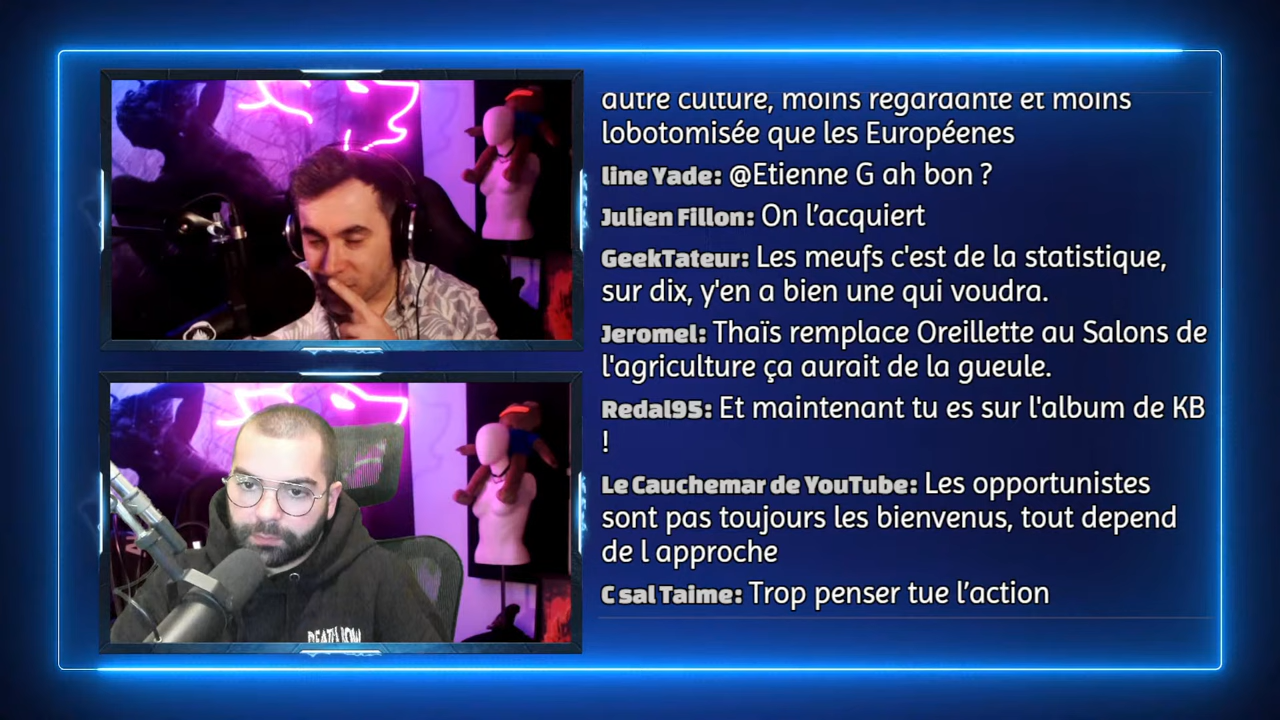 autre culture, moins regardante et moins
lobotomisée que les Européenes
line Yade: @Etienne G ah bon ?
Julien Fillon: On l’acquiert
GeekTateur: Les meufs c'est de la statistique,
sur dix, y'en a bien une qui voudra.
Jeromel: Thaïs remplace Oreillette au Salons de
l'agriculture ça aurait de la gueule.
Redal95: Et maintenant tu es sur l'album de KB
!
Le Cauchemar de YouTube: Les opportunistes
sont pas toujours les bienvenus, tout depend
de l approche
C sal Taime: Trop penser tue l’action
DEATH ROW